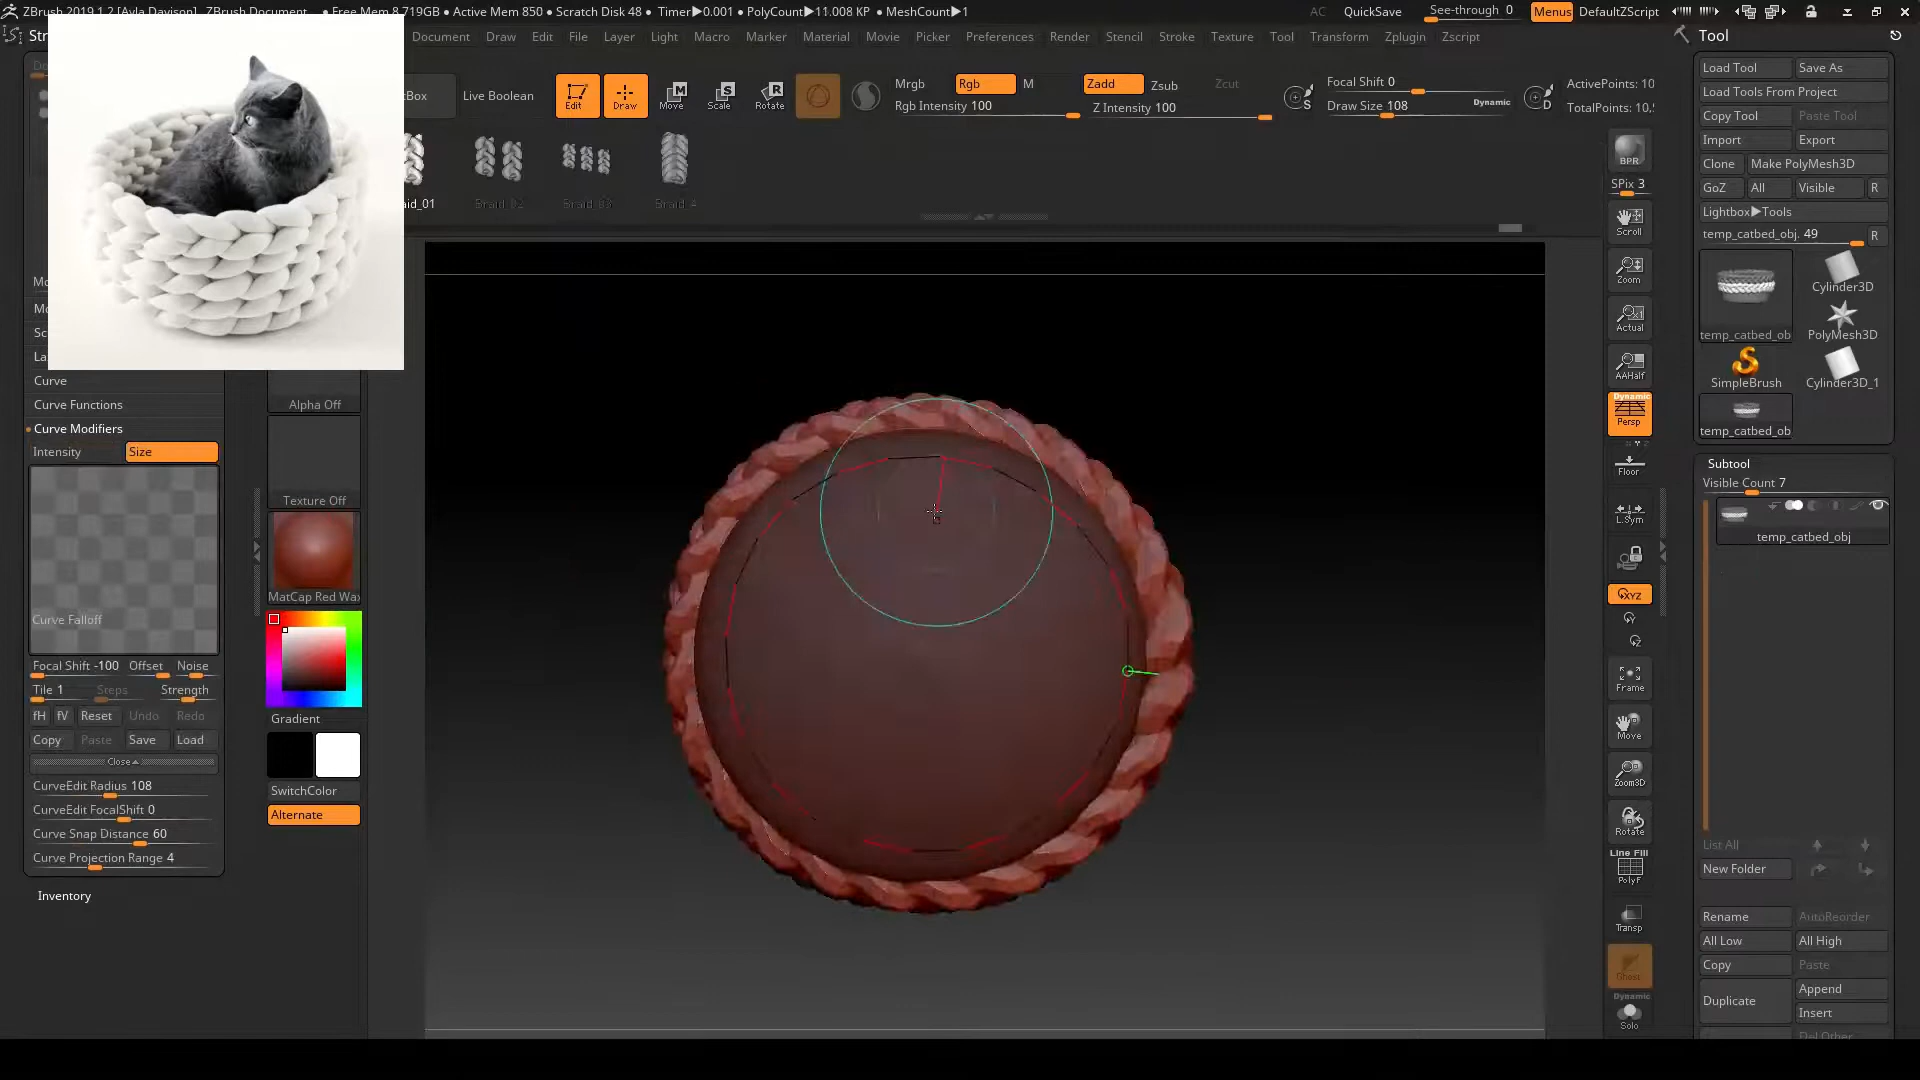 ZBrush 2019.1.2 [Ayla Davison] ZBrush Document ● Free Mem 8.719GB ● Active Mem 850 ● Scratch Disk 48 ● Timer▶0.001 ● PolyCount▶11.008 KP ● MeshCount▶1
AC QuickSave See-through 0 Menus DefaultZScript
Document Draw Edit File Layer Light Macro Marker Material Movie Picker Preferences Render Stencil Stroke Texture Tool Transform Zplugin Zscript
Live Boolean
Edit Draw Move Scale Rotate
Mrgb Rgb M
Rgb Intensity 100
Zadd Zsub Zcut
Z Intensity 100
Focal Shift 0
Draw Size 108 Dynamic
ActivePoints: 10
TotalPoints: 10,
Braid_02
Curve
Curve Functions
Curve Modifiers
Intensity Size
Curve Falloff
Focal Shift -100 Offset Noise
Tile 1 Steps Strength
fH fV Reset Undo Redo
Copy Paste Save Load
Close
CurveEdit Radius 108
CurveEdit FocalShift 0
Curve Snap Distance 60
Curve Projection Range 4
Inventory
Alpha Off
Texture Off
MatCap Red Wax
Gradient
SwitchColor
Alternate
BPR
SPix 3
Scroll
Zoom
Actual
AAHalf
Dynamic
Persp
Floor
L.Sym
XYZ
Frame
Move
Zoom3D
Rotate
Line Fill
PolyF
Transp
Ghost
Dynamic
Solo
Tool
Load Tool Save As
Load Tools From Project
Copy Tool Paste Tool
Import Export
Clone Make PolyMesh3D
GoZ All Visible R
Lightbox▶Tools
temp_catbed_obj. 49 R
Cylinder3D
temp_catbed_ob PolyMesh3D
SimpleBrush Cylinder3D_1
temp_catbed_ob
Subtool
Visible Count 7
temp_catbed_obj
List All
New Folder
Rename AutoReorder
All Low All High
Copy Paste
Duplicate Append
Insert
Del Other